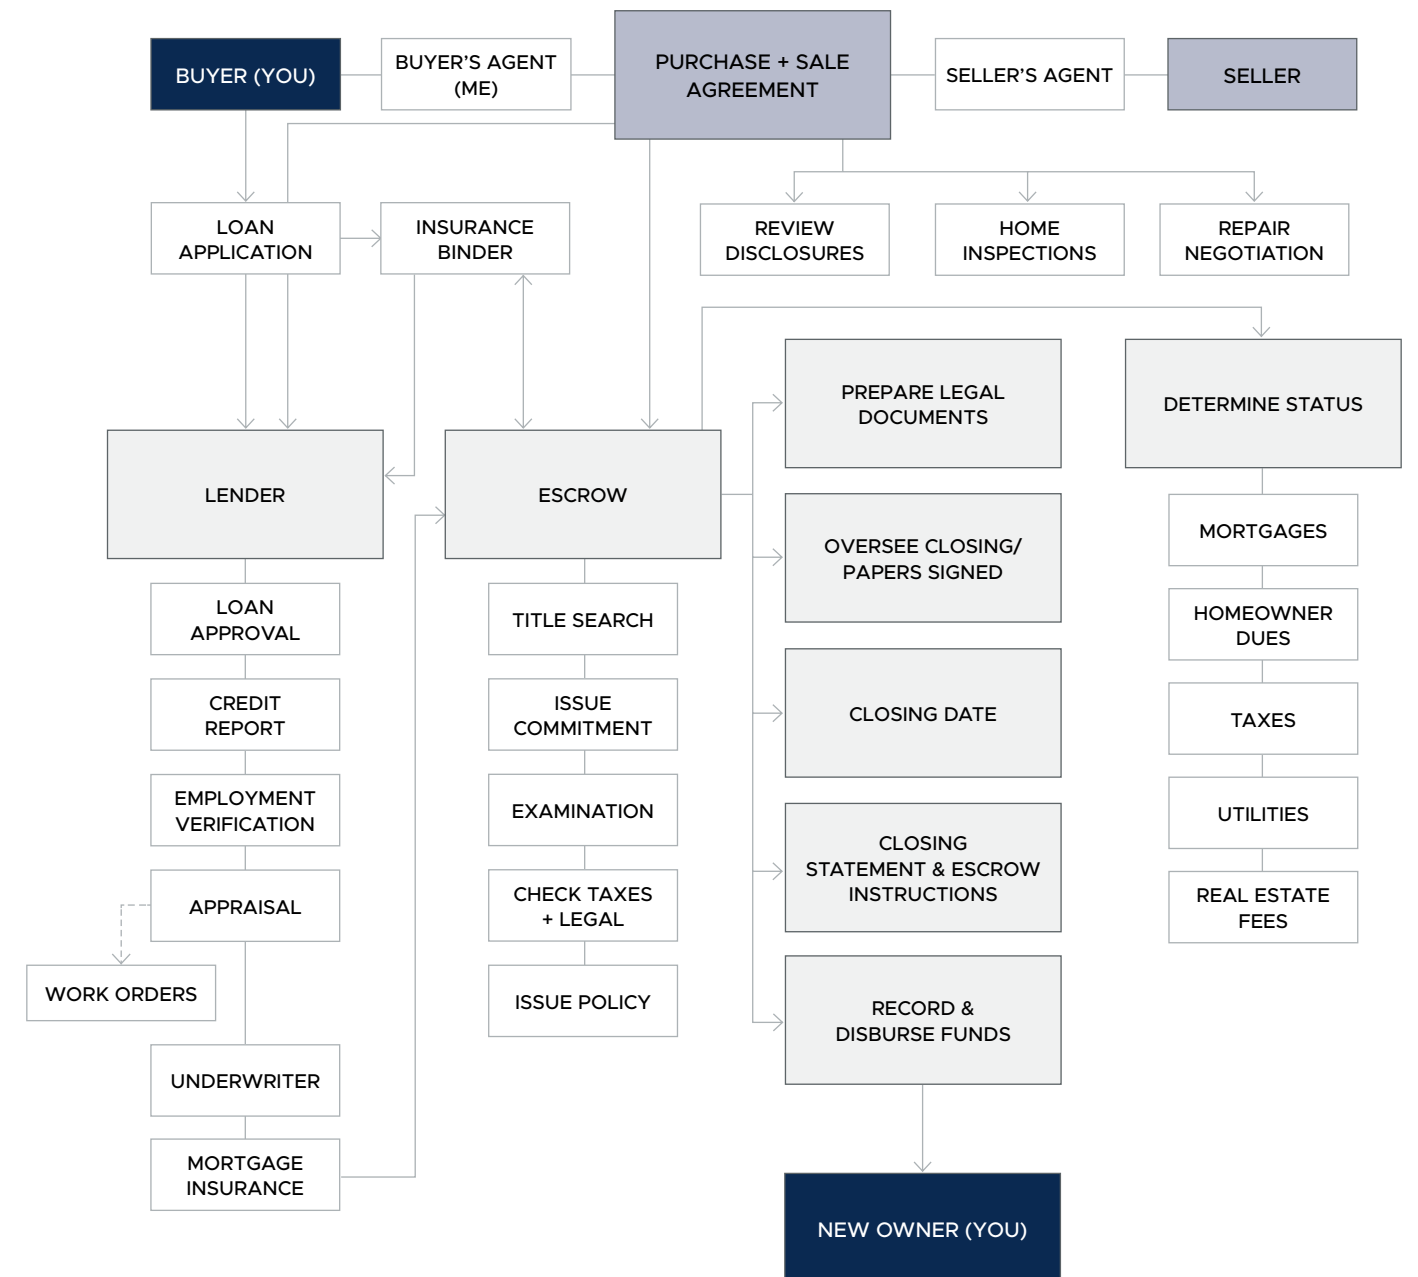 BUYER (YOU)
BUYER’S AGENT
(ME)
PURCHASE + SALE
AGREEMENT
SELLER’S AGENT
SELLER
LOAN
APPLICATION
INSURANCE
BINDER
REVIEW
DISCLOSURES
HOME
INSPECTIONS
REPAIR
NEGOTIATION
LENDER
ESCROW
PREPARE LEGAL
DOCUMENTS
DETERMINE STATUS
OVERSEE CLOSING/
PAPERS SIGNED
CLOSING DATE
CLOSING
STATEMENT & ESCROW
INSTRUCTIONS
RECORD &
DISBURSE FUNDS
NEW OWNER (YOU)
LOAN
APPROVAL
CREDIT
REPORT
EMPLOYMENT
VERIFICATION
APPRAISAL
WORK ORDERS
UNDERWRITER
MORTGAGE
INSURANCE
TITLE SEARCH
ISSUE
COMMITMENT
EXAMINATION
CHECK TAXES
+ LEGAL
ISSUE POLICY
MORTGAGES
HOMEOWNER
DUES
TAXES
UTILITIES
REAL ESTATE
FEES